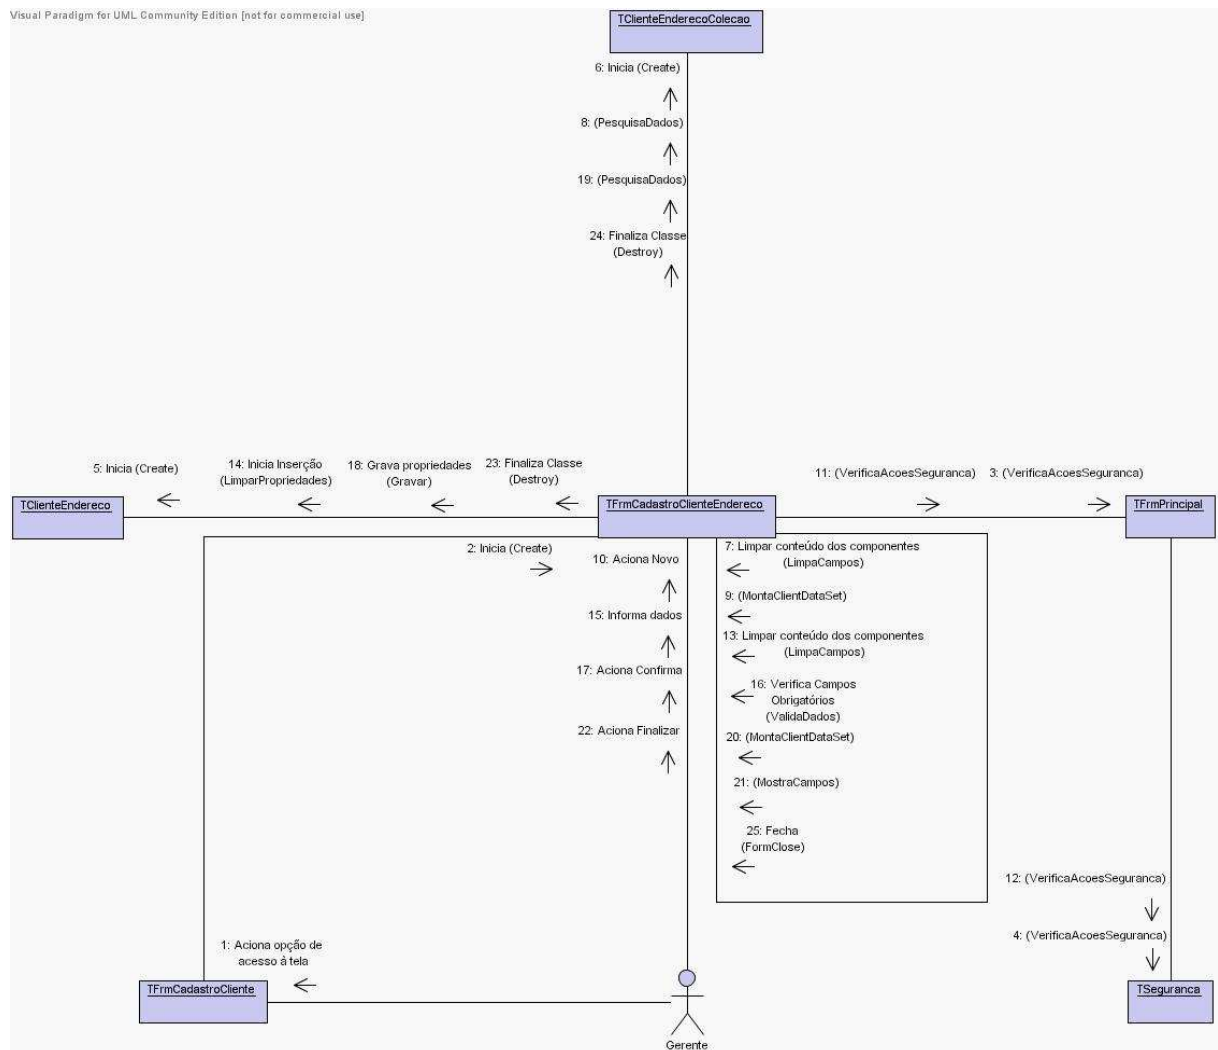 Visual Paradigm for UML Community Edition [not for commercial use]
TClienteEnderecoColecao
6: Inicia (Create)
8: (PesquisaDados)
19: (PesquisaDados)
24: Finaliza Classe
(Destroy)
5: Inicia (Create)
14: Inicia Inserção
(LimparPropriedades)
18: Grava propriedades
(Gravar)
23: Finaliza Classe
(Destroy)
11: (VerificaAcoesSeguranca)
3: (VerificaAcoesSeguranca)
TClienteEndereco
TFrmCadastroClienteEndereco
TFrmPrincipal
2: Inicia (Create)
10: Aciona Novo
15: Informa dados
17: Aciona Confirma
22: Aciona Finalizar
7: Limpar conteúdo dos componentes
(LimpaCampos)
9: (MontaClientDataSet)
13: Limpar conteúdo dos componentes
(LimpaCampos)
16: Verifica Campos
Obrigatórios
(ValidaDados)
20: (MontaClientDataSet)
21: (MostraCampos)
25: Fecha
(FormClose)
12: (VerificaAcoesSeguranca)
4: (VerificaAcoesSeguranca)
1: Aciona opção de
acesso à tela
TFrmCadastroCliente
TSeguranca
Gerente